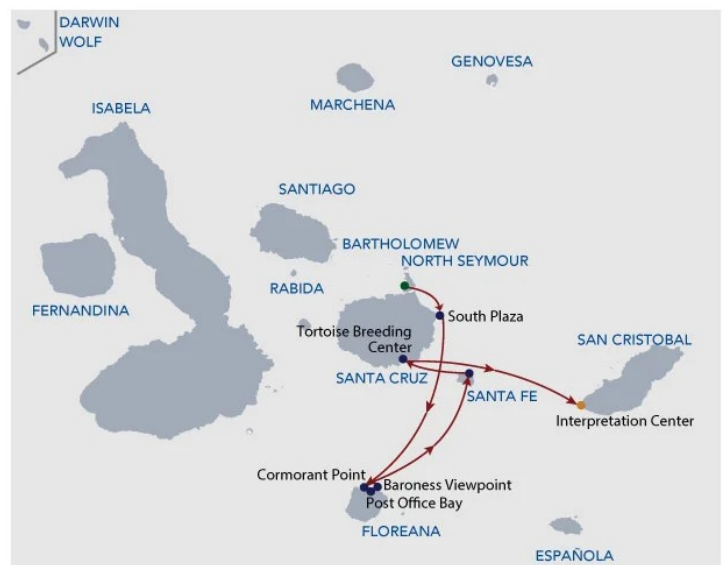 DARWIN
WOLF
GENOVESA
MARCHENA
ISABELA
SANTIAGO
BARTHOLOMEW
NORTH SEYMOUR
RABIDA
FERNANDINA
South Plaza
Tortoise Breeding
Center
SAN CRISTOBAL
SANTA CRUZ
SANTA FE
Interpretation Center
Cormorant Point
Baroness Viewpoint
Post Office Bay
FLOREANA
ESPAÑOLA